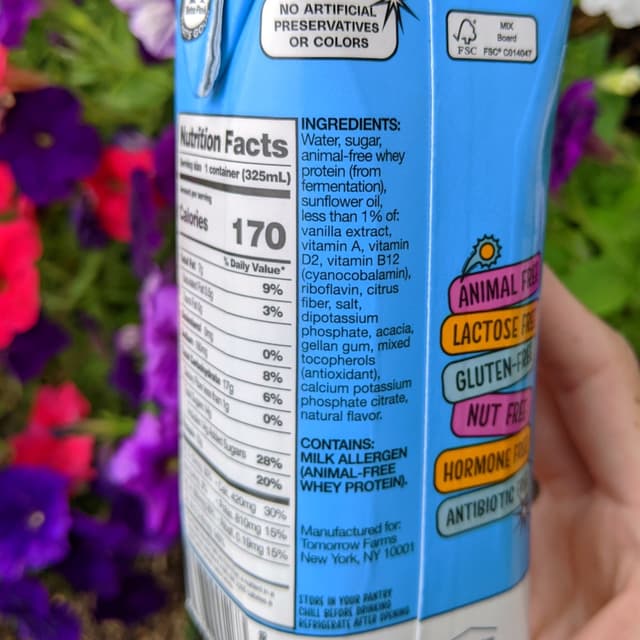 NO ARTIFICIAL
PRESERVATIVES
OR COLORS
MIX
Board
FSC
FSC® C014047
Nutrition Facts
1 container (325mL)
Calories 170
% Daily Value*
9%
3%
0%
8%
17g 6%
0%
Sugars 28%
20%
420mg 30%
810mg 15%
15%
INGREDIENTS:
Water, sugar,
animal-free whey
protein (from
fermentation),
sunflower oil,
less than 1% of:
vanilla extract,
vitamin A, vitamin
D2, vitamin B12
(cyanocobalamin),
riboflavin, citrus
fiber, salt,
dipotassium
phosphate, acacia,
gellan gum, mixed
tocopherols
(antioxidant),
calcium potassium
phosphate citrate,
natural flavor.
CONTAINS:
MILK ALLERGEN
(ANIMAL-FREE
WHEY PROTEIN).
Manufactured for:
Tomorrow Farms
New York, NY 10001
STORE IN YOUR PANTRY
CHILL BEFORE DRINKING
REFRIGERATE AFTER OPENING
ANIMAL FREE
LACTOSE
GLUTEN-
NUT FREE
HORMONE
ANTIBIOTIC